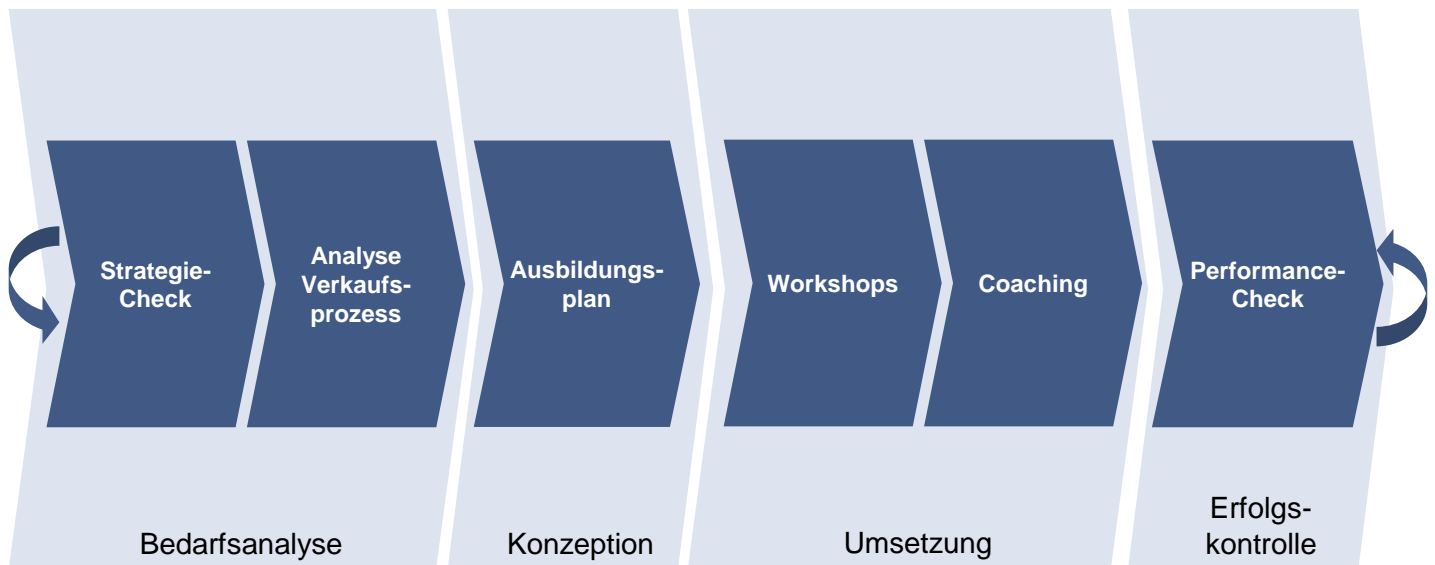 Strategie-
Check
Analyse
Verkaufs-
prozess
Ausbildungs-
plan
Workshops
Coaching
Performance-
Check
Bedarfsanalyse
Konzeption
Umsetzung
Erfolgs-
kontrolle